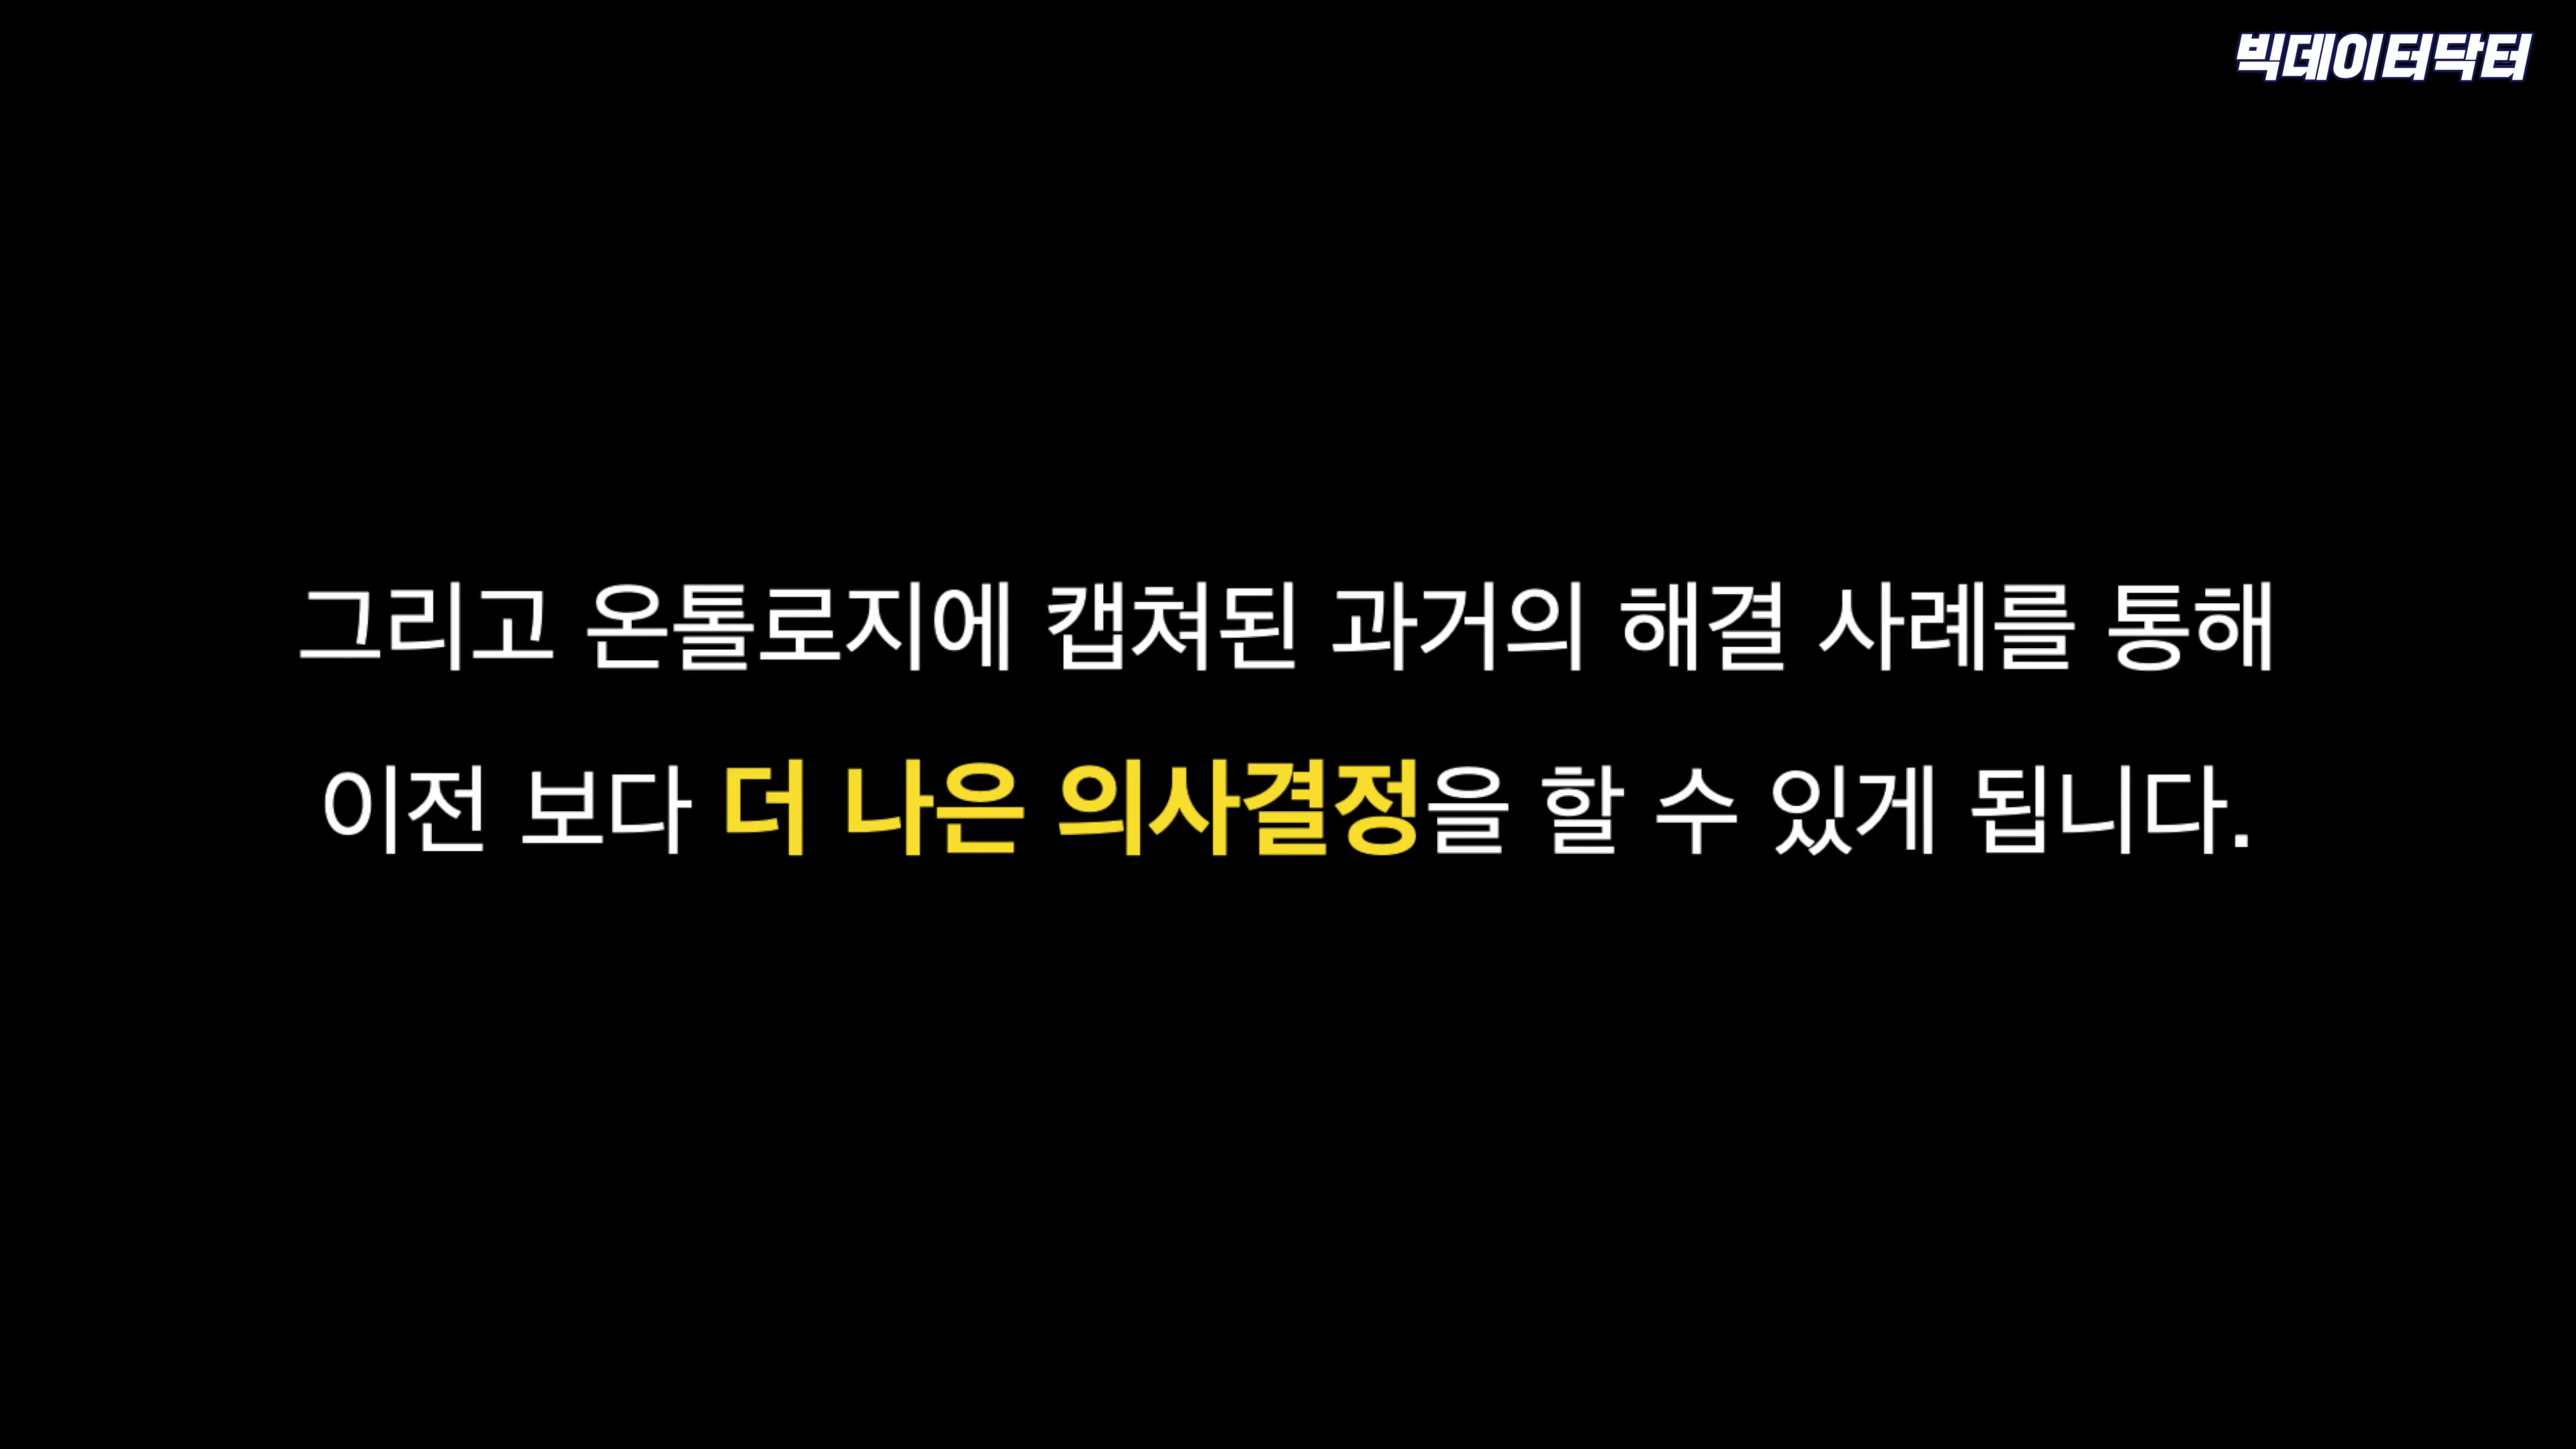 빅데이터닥터
그리고 온톨로지에 캡쳐된 과거의 해결 사례를 통해
이전 보다 더 나은 의사결정을 할 수 있게 됩니다.